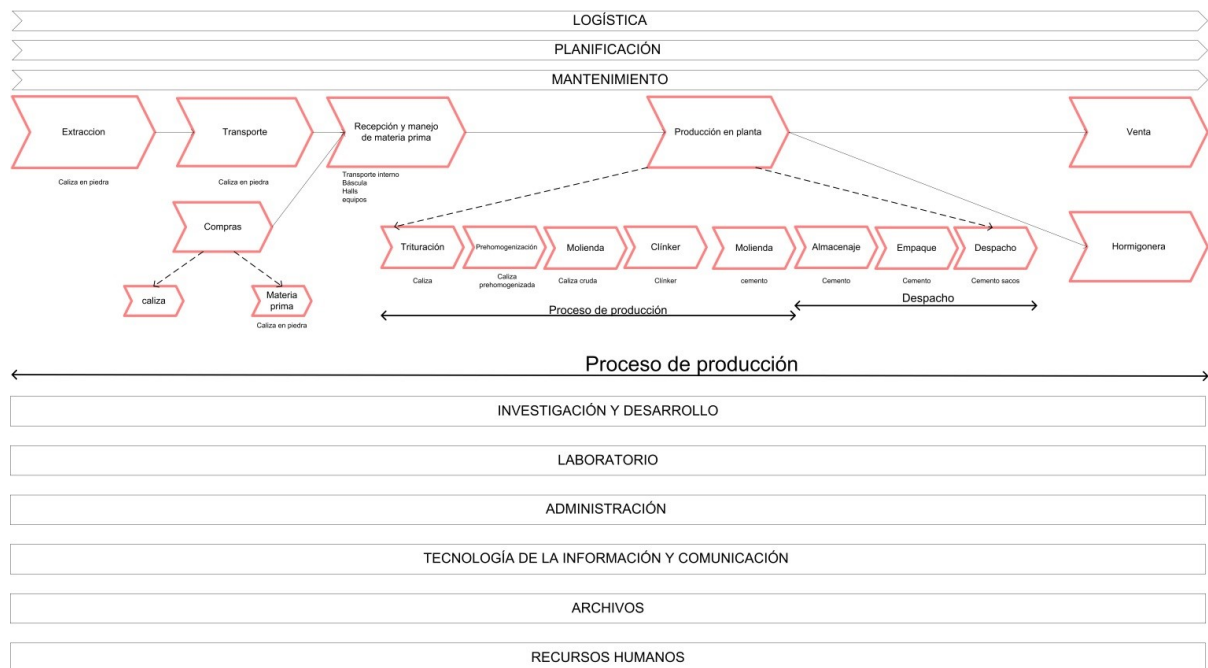 LOGÍSTICA
PLANIFICACIÓN
MANTENIMIENTO
Extraccion
Caliza en piedra
Transporte
Caliza en piedra
Recepción y manejo
de materia prima
Transporte interno
Báscula
Halls
equipos
Producción en planta
Venta
Compras
caliza
Materia
prima
Caliza en piedra
Trituración
Caliza
Prehomogenización
Caliza
prehomogenizada
Molienda
Caliza cruda
Clínker
Clínker
Molienda
cemento
Almacenaje
Cemento
Empaque
Cemento
Despacho
Cemento sacos
Hormigonera
Proceso de producción
Despacho
Proceso de producción
INVESTIGACIÓN Y DESARROLLO
LABORATORIO
ADMINISTRACIÓN
TECNOLOGÍA DE LA INFORMACIÓN Y COMUNICACIÓN
ARCHIVOS
RECURSOS HUMANOS